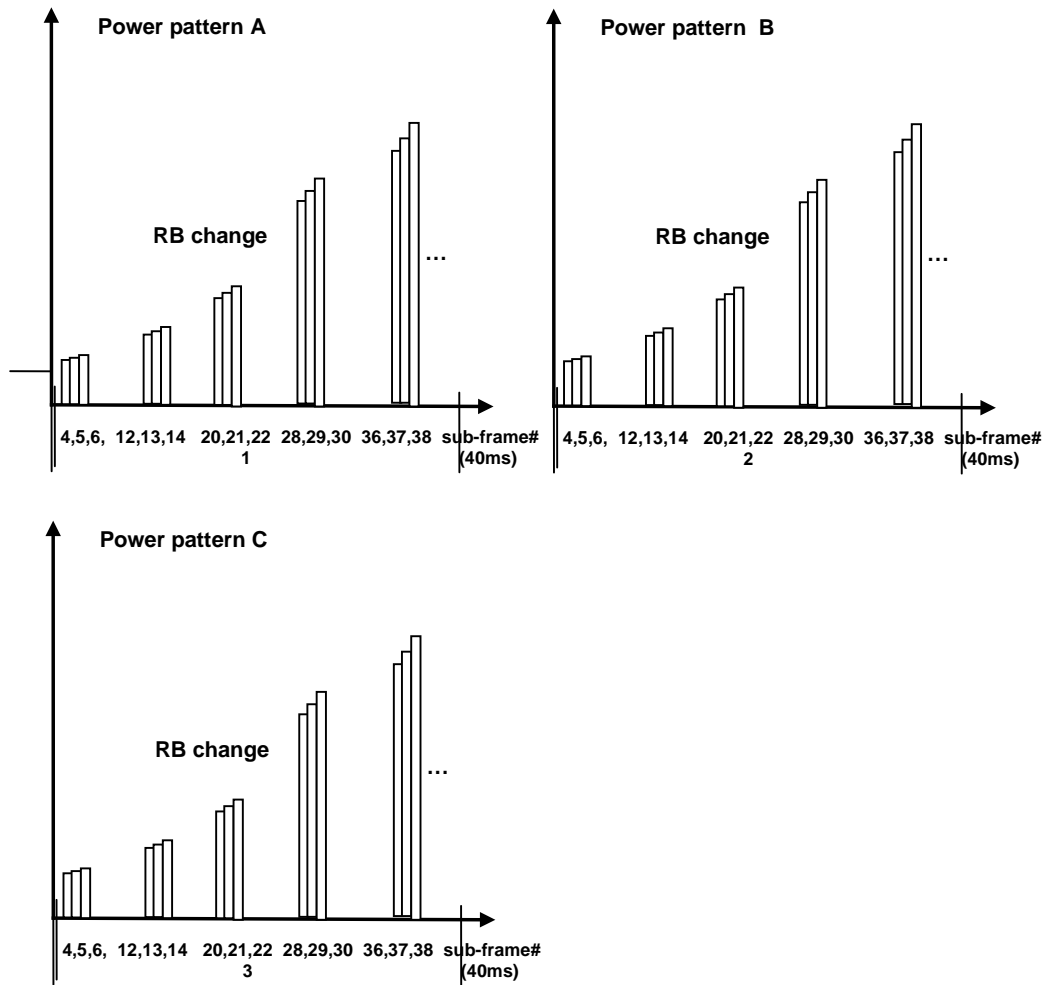 Power pattern A
RB change
...
4,5,6, 12,13,14 20,21,22 28,29,30 36,37,38 sub-frame#
1 (40ms)
Power pattern B
RB change
...
4,5,6, 12,13,14 20,21,22 28,29,30 36,37,38 sub-frame#
2 (40ms)
Power pattern C
RB change
...
4,5,6, 12,13,14 20,21,22 28,29,30 36,37,38 sub-frame#
3 (40ms)